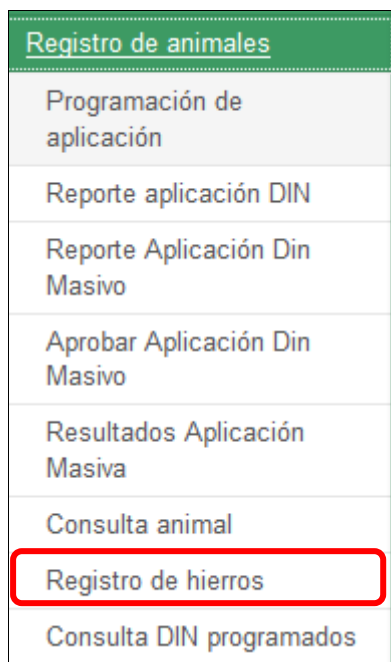 Registro de animales
Programación de
aplicación
Reporte aplicación DIN
Reporte Aplicación Din
Masivo
Aprobar Aplicación Din
Masivo
Resultados Aplicación
Masiva
Consulta animal
Registro de hierros
Consulta DIN programados